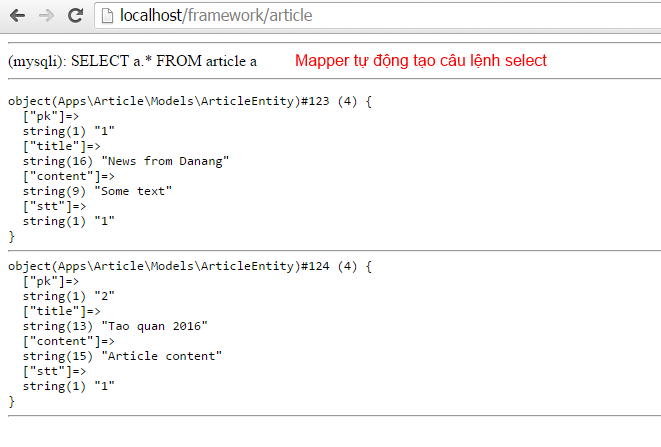 localhost/framework/article
(mysqli): SELECT a.* FROM article a Mapper tự động tạo câu lệnh select
object(Apps\Article\Models\ArticleEntity)#123 (4) {
["pk"]=>
string(1) "1"
["title"]=>
string(16) "News from Danang"
["content"]=>
string(9) "Some text"
["stt"]=>
string(1) "1"
}
object(Apps\Article\Models\ArticleEntity)#124 (4) {
["pk"]=>
string(1) "2"
["title"]=>
string(13) "Tao quan 2016"
["content"]=>
string(15) "Article content"
["stt"]=>
string(1) "1"
}